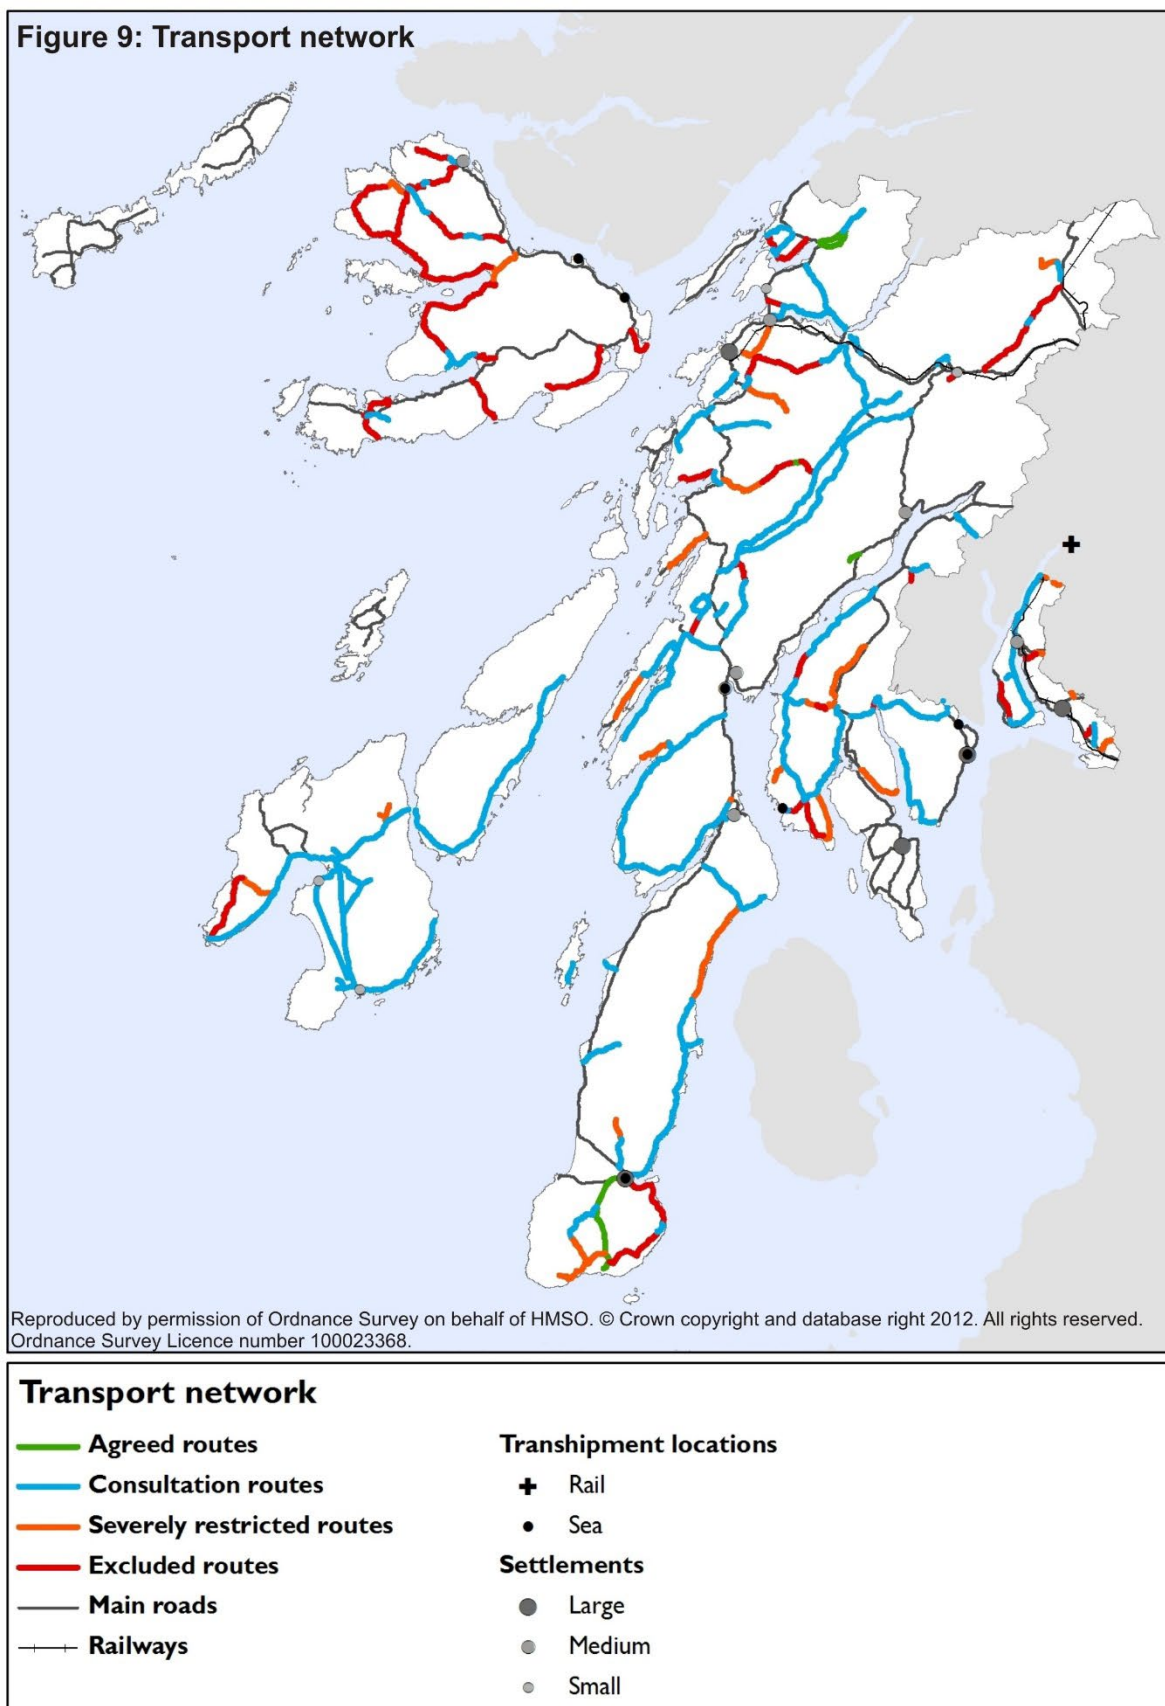 Figure 9: Transport network
Reproduced by permission of Ordnance Survey on behalf of HMSO. © Crown copyright and database right 2012. All rights reserved.
Ordnance Survey Licence number 100023368.
Transport network
Agreed routes
Consultation routes
Severely restricted routes
Excluded routes
Main roads
Railways
Transhipment locations
Rail
Sea
Settlements
Large
Medium
Small